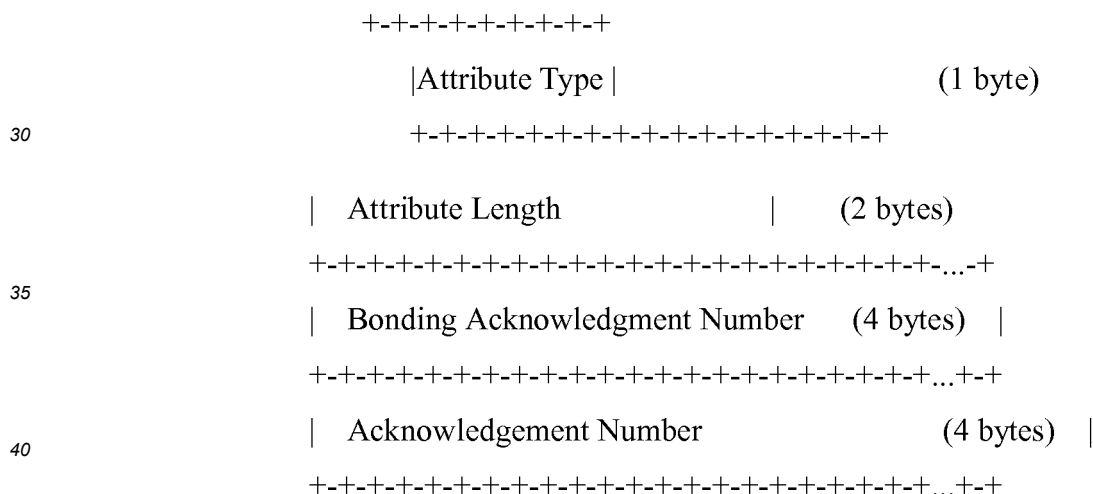 +-+-+-+-+-+-+-+-+
|Attribute Type | (1 byte)
30 +-+-+-+-+-+-+-+-+-+-+-+-+-+-+-+-+
| Attribute Length | (2 bytes)
+-+-+-+-+-+-+-+-+-+-+-+-+-+-+-+-+-+-+-+-+-+-+-...-+
35
| Bonding Acknowledgment Number (4 bytes) |
+-+-+-+-+-+-+-+-+-+-+-+-+-+-+-+-+-+-+-+-+-+-+...+-+
| Acknowledgement Number (4 bytes) |
40
+-+-+-+-+-+-+-+-+-+-+-+-+-+-+-+-+-+-+-+-+-+-+...+-+